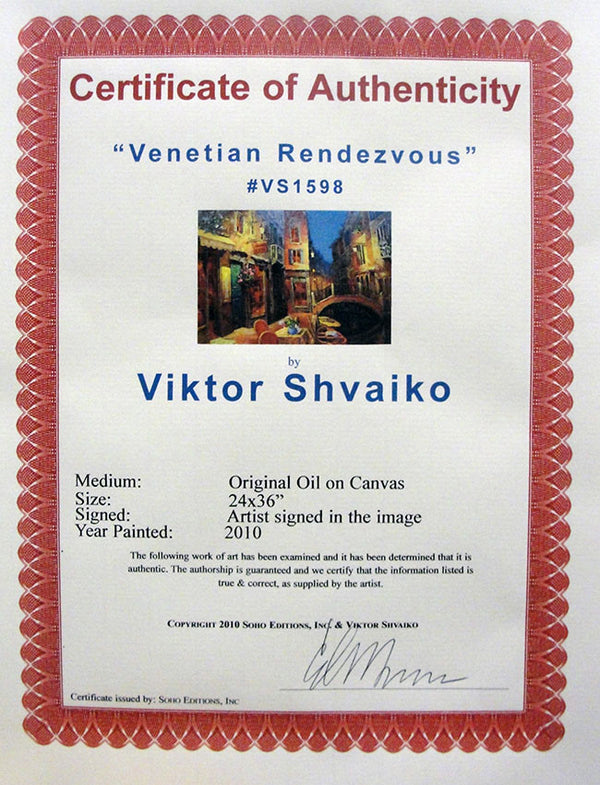 Certificate of Authenticity
“Venetian Rendezvous”
#VS1598
by
Viktor Shvaiko
Medium: Original Oil on Canvas
Size: 24x36”
Signed: Artist signed in the image
Year Painted: 2010
The following work of art has been examined and it has been determined that it is
authentic. The authorship is guaranteed and we certify that the information listed is
true & correct, as supplied by the artist.
Copyright 2010 Soho Editions, Inc. & Viktor Shvaiko
Certificate issued by: Soho Editions, Inc